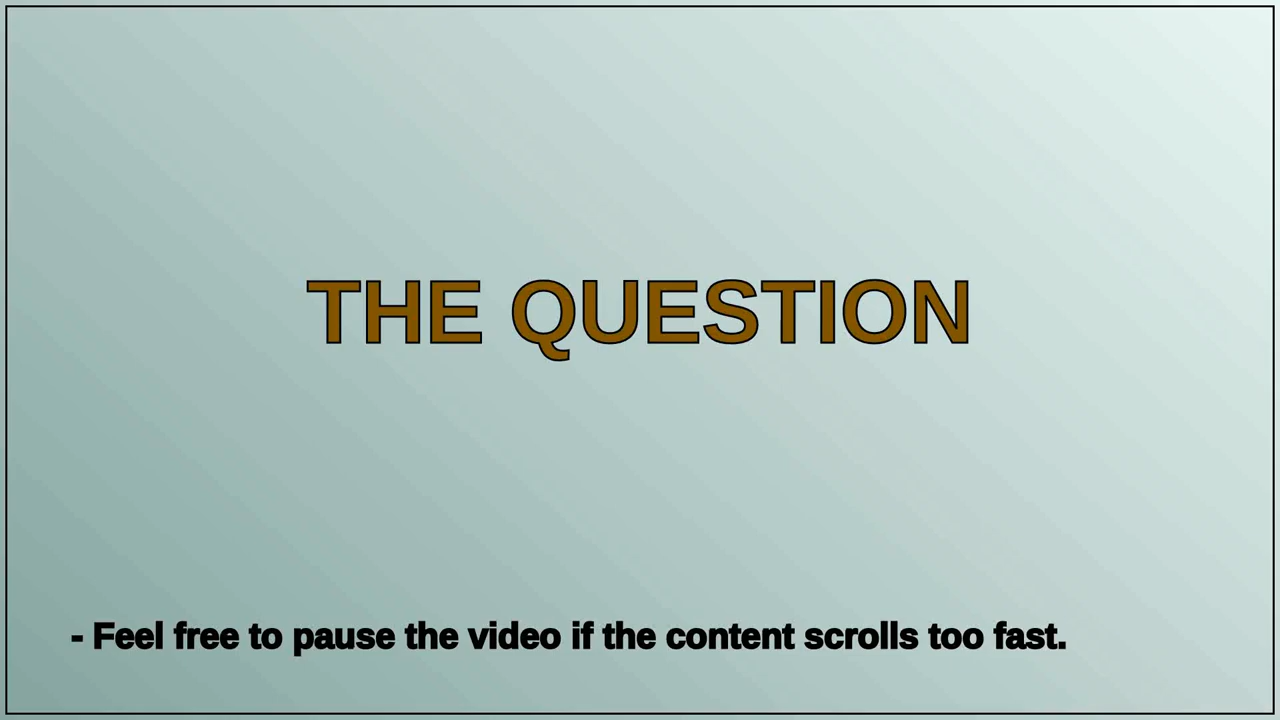 THE QUESTION
- Feel free to pause the video if the content scrolls too fast.